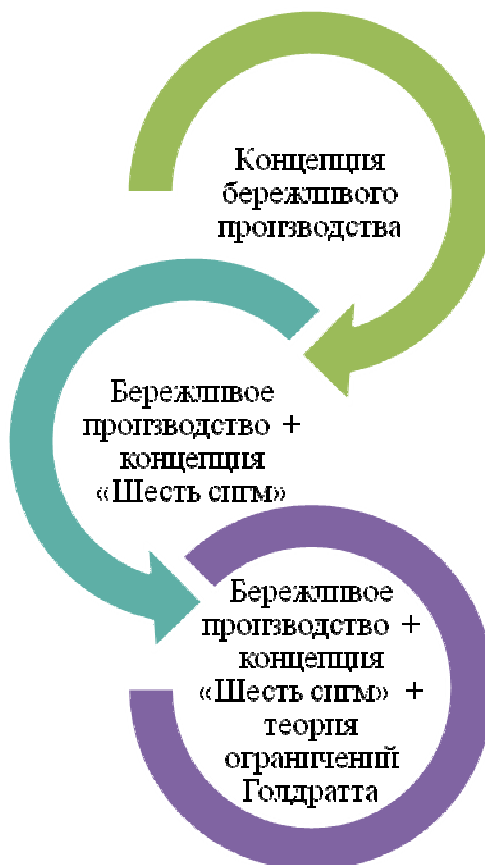 Концепция
бережливого
производства
Бережливое
производство +
концепция
«Шесть сигм»
Бережливое
производство +
концепция
«Шесть сигм» +
теория
ограничений
Голдратта